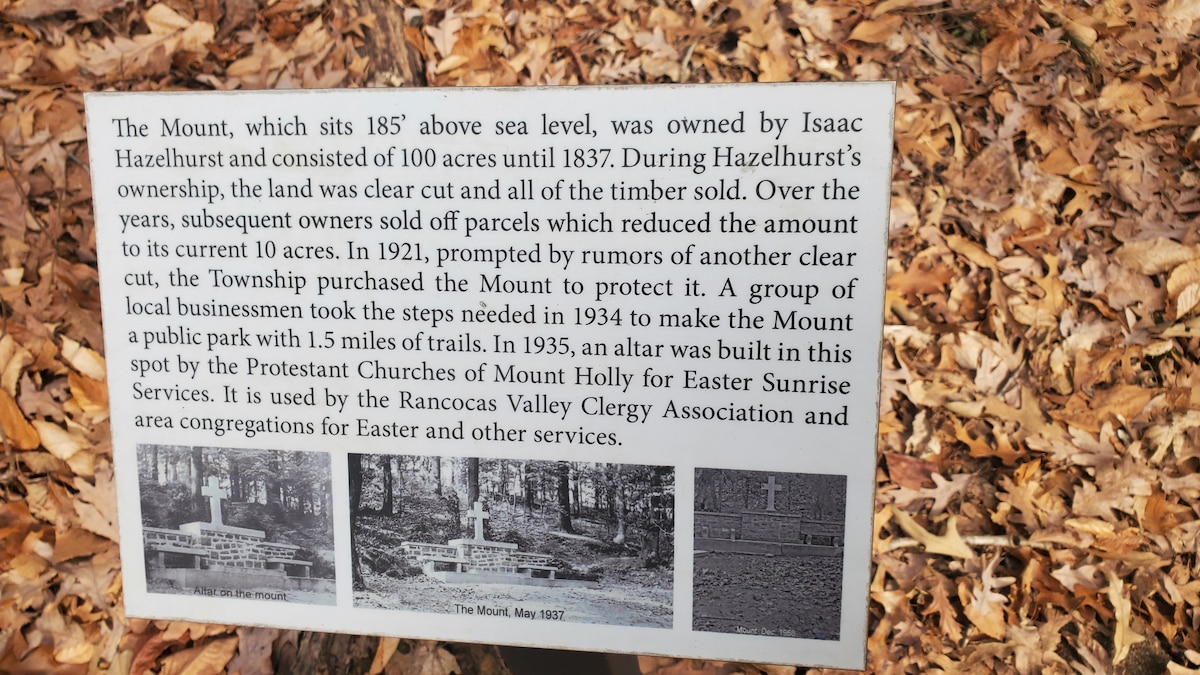 The Mount, which sits 185’ above sea level, was owned by Isaac
Hazelhurst and consisted of 100 acres until 1837. During Hazelhurst’s
ownership, the land was clear cut and all of the timber sold. Over the
years, subsequent owners sold off parcels which reduced the amount
to its current 10 acres. In 1921, prompted by rumors of another clear
cut, the Township purchased the Mount to protect it. A group of
local businessmen took the steps needed in 1934 to make the Mount
a public park with 1.5 miles of trails. In 1935, an altar was built in this
spot by the Protestant Churches of Mount Holly for Easter Sunrise
Services. It is used by the Rancocas Valley Clergy Association and
area congregations for Easter and other services.
Altar on the mount
The Mount, May 1937
Mount. Dec.